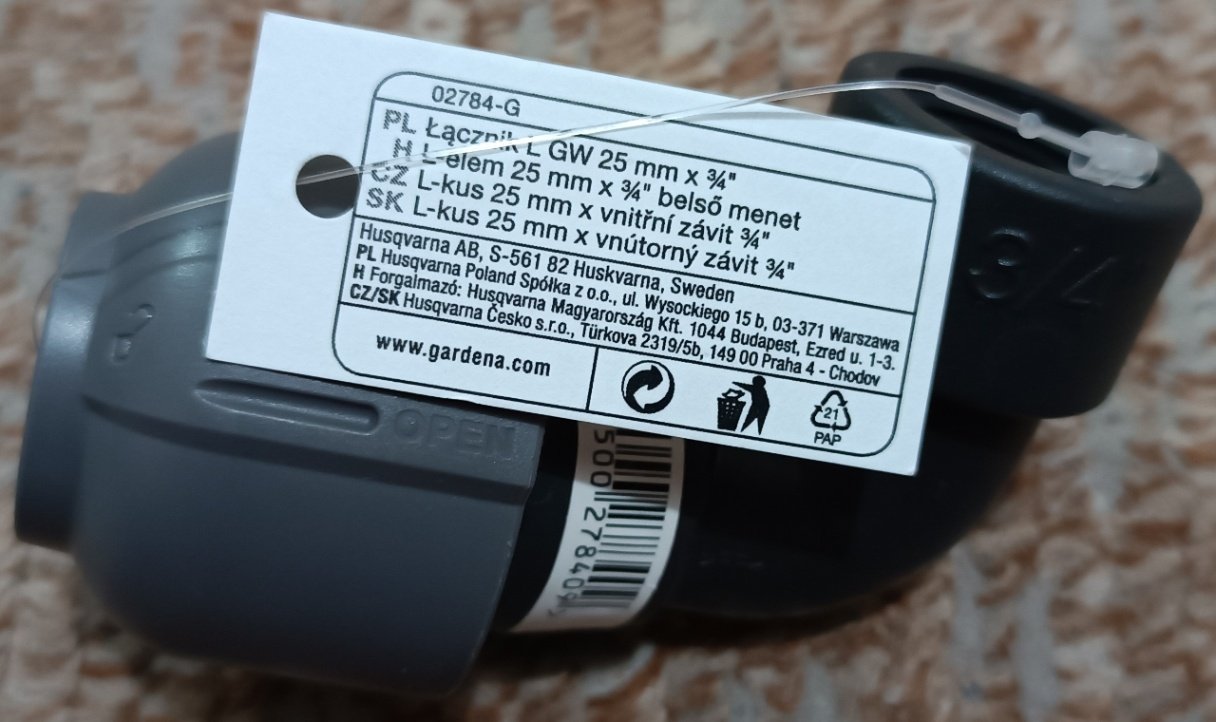 02784-G
PL Łącznik L GW 25 mm x ¾"
H L-elem 25 mm x ¾" belső menet
CZ L-kus 25 mm x vnitřní závit ¾"
SK L-kus 25 mm x vnútorný závit ¾"
Husqvarna AB, S-561 82 Huskvarna, Sweden
PL Husqvarna Poland Spółka z o.o., ul. Wysockiego 15 b, 03-371 Warszawa
H Forgalmazó: Husqvarna Magyarország Kft. 1044 Budapest, Ezred u. 1-3.
CZ/SK Husqvarna Česko s.r.o., Türkova 2319/5b, 149 00 Praha 4 - Chodov
www.gardena.com
21
PAP
3/4
OPEN
500 27840